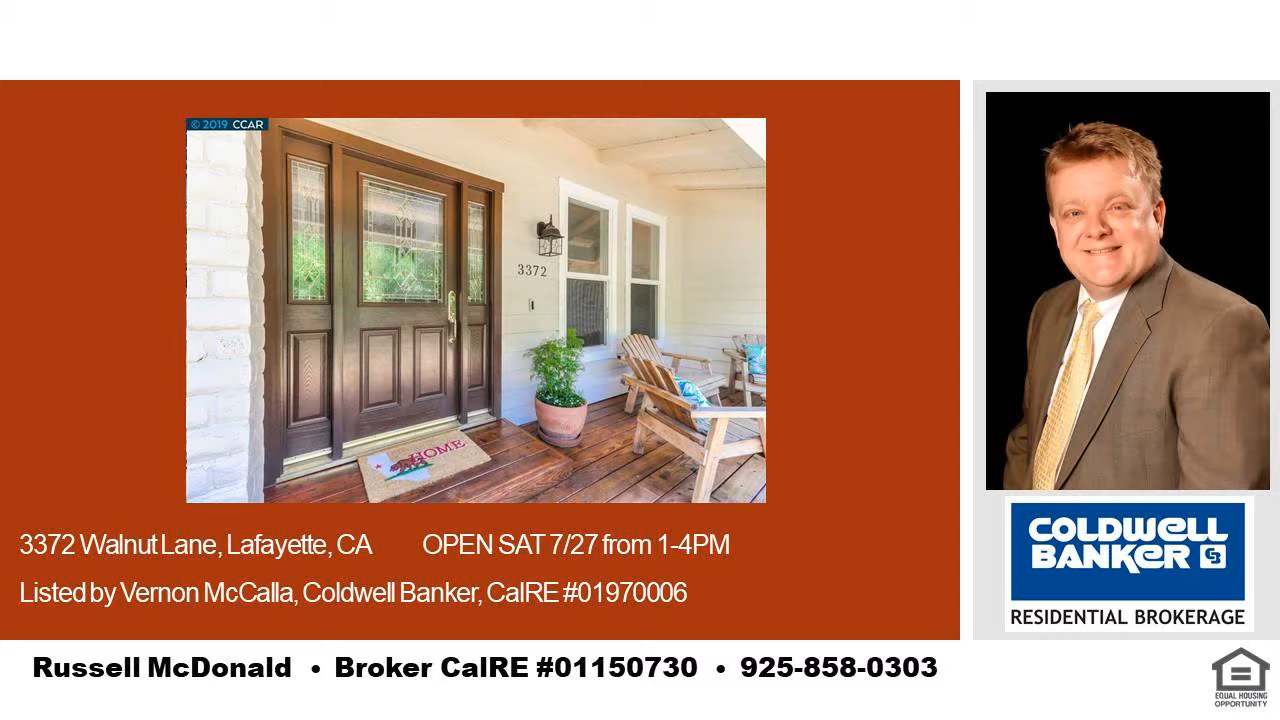 © 2019 CCAR
3372
HOME
3372 Walnut Lane, Lafayette, CA OPEN SAT 7/27 from 1-4PM
Listed by Vernon McCalla, Coldwell Banker, CalRE #01970006
COLDWELL
BANKER CB
RESIDENTIAL BROKERAGE
Russell McDonald • Broker CalRE #01150730 • 925-858-0303
EQUAL HOUSING
OPPORTUNITY